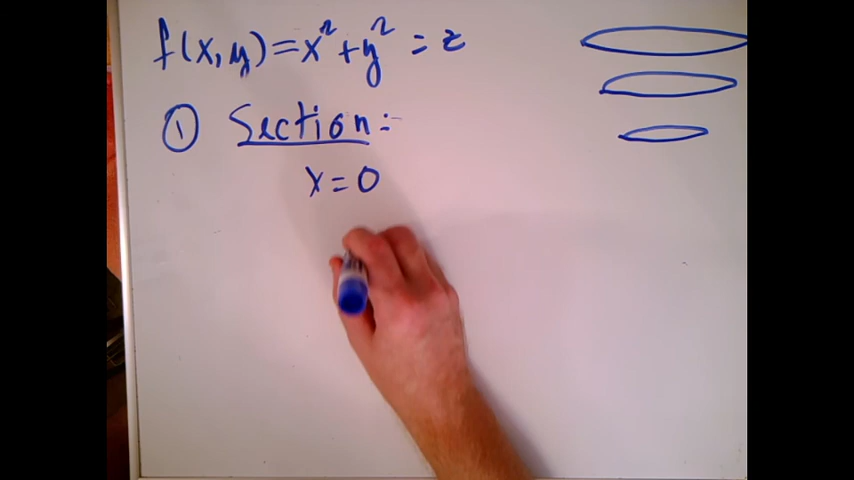 f(x,y)=x²+y²=z
① Section:-
x=0